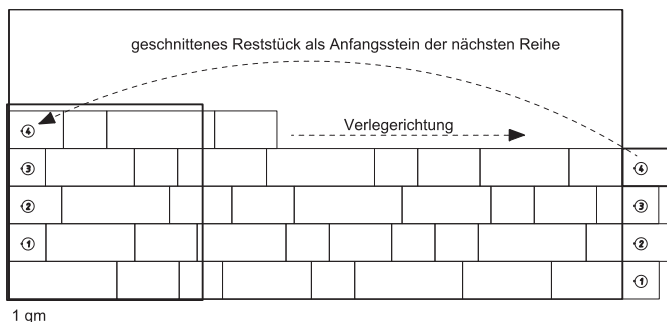 geschnittenes Reststück als Anfangsstein der nächsten Reihe
4
Verlegerichtung
3
4
2
3
1
2
1
1 qm